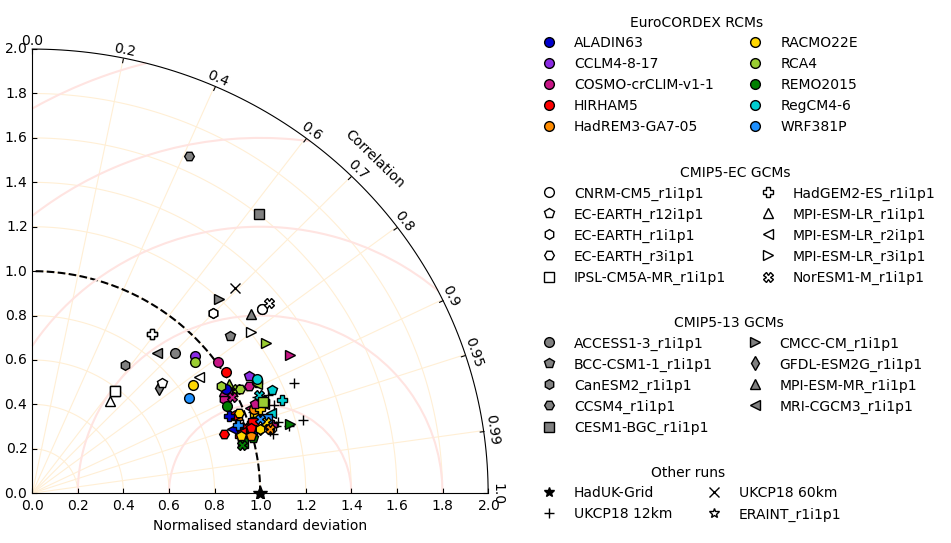 EuroCORDEX RCMs
ALADIN63 RACMO22E
CCLM4-8-17 RCA4
COSMO-crCLIM-v1-1 REMO2015
HIRHAM5 RegCM4-6
HadREM3-GA7-05 WRF381P
CMIP5-EC GCMs
CNRM-CM5_r1i1p1 HadGEM2-ES_r1i1p1
EC-EARTH_r12i1p1 MPI-ESM-LR_r1i1p1
EC-EARTH_r1i1p1 MPI-ESM-LR_r2i1p1
EC-EARTH_r3i1p1 MPI-ESM-LR_r3i1p1
IPSL-CM5A-MR_r1i1p1 NorESM1-M_r1i1p1
CMIP5-13 GCMs
ACCESS1-3_r1i1p1 CMCC-CM_r1i1p1
BCC-CSM1-1_r1i1p1 GFDL-ESM2G_r1i1p1
CanESM2_r1i1p1 MPI-ESM-MR_r1i1p1
CCSM4_r1i1p1 MRI-CGCM3_r1i1p1
CESM1-BGC_r1i1p1
Other runs
HadUK-Grid UKCP18 60km
UKCP18 12km ERAINT_r1i1p1
0.0
0.2
0.4
0.6
Correlation
0.7
0.8
0.9
0.95
0.99
1.0
2.0
1.8
1.6
1.4
1.2
1.0
0.8
0.6
0.4
0.2
0.0
0.0 0.2 0.4 0.6 0.8 1.0 1.2 1.4 1.6 1.8 2.0
Normalised standard deviation